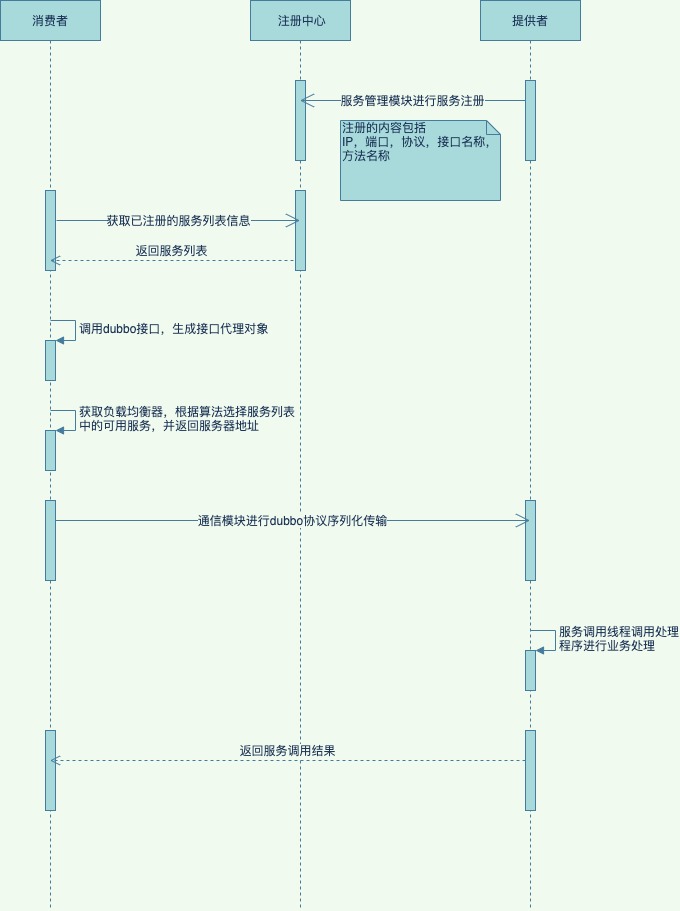 消费者
注册中心
提供者
服务管理模块进行服务注册
注册的内容包括
IP，端口，协议，接口名称，
方法名称
获取已注册的服务列表信息
返回服务列表
调用dubbo接口，生成接口代理对象
获取负载均衡器，根据算法选择服务列表
中的可用服务，并返回服务器地址
通信模块进行dubbo协议序列化传输
服务调用线程调用处理
程序进行业务处理
返回服务调用结果